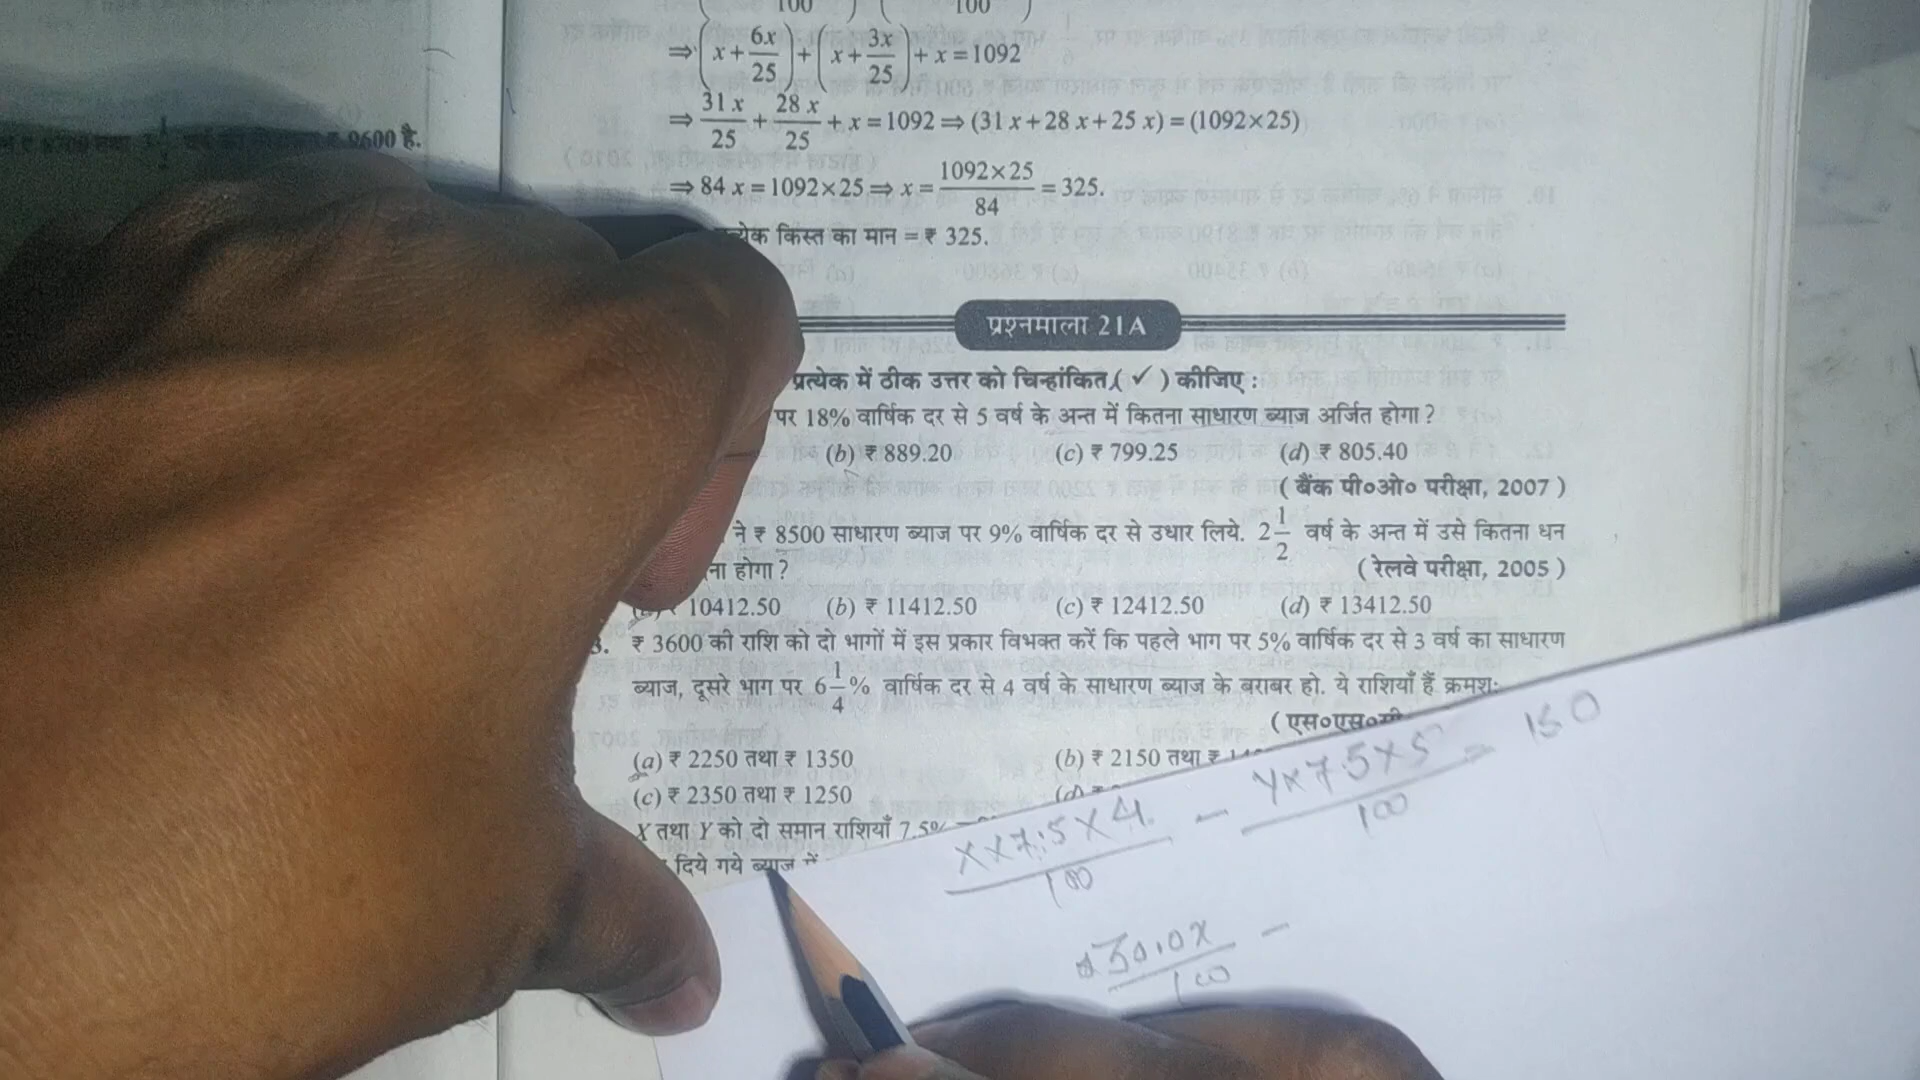 100 100
⇒ (x + 6x/25) + (x + 3x/25) + x = 1092
⇒ 31x/25 + 28x/25 + x = 1092 ⇒ (31x + 28x + 25x) = (1092×25)
9600 है.
⇒ 84x = 1092×25 ⇒ x = 1092×25/84 = 325.
किस्त का मान = ₹ 325.
प्रश्नमाला 21A
प्रत्येक में ठीक उत्तर को चिन्हांकित ( ✓ ) कीजिए :
पर 18% वार्षिक दर से 5 वर्ष के अन्त में कितना साधारण ब्याज अर्जित होगा ?
(b) ₹ 889.20 (c) ₹ 799.25 (d) ₹ 805.40
( बैंक पी०ओ० परीक्षा, 2007 )
ने ₹ 8500 साधारण ब्याज पर 9% वार्षिक दर से उधार लिये. 2 1/2 वर्ष के अन्त में उसे कितना धन
होगा ? ( रेलवे परीक्षा, 2005 )
10412.50 (b) ₹ 11412.50 (c) ₹ 12412.50 (d) ₹ 13412.50
3. ₹ 3600 की राशि को दो भागों में इस प्रकार विभक्त करें कि पहले भाग पर 5% वार्षिक दर से 3 वर्ष का साधारण
ब्याज, दूसरे भाग पर 6 1/4% वार्षिक दर से 4 वर्ष के साधारण ब्याज के बराबर हो. ये राशियाँ हैं क्रमशः
(a) ₹ 2250 तथा ₹ 1350 (b) ₹ 2150 तथा ₹
(c) ₹ 2350 तथा ₹ 1250
X तथा Y को दो समान राशियाँ 7.5%
दिये गये ब्याज में
X×7.5×4/100 − Y×7.5×5/100 = 150
30.0x/100 −